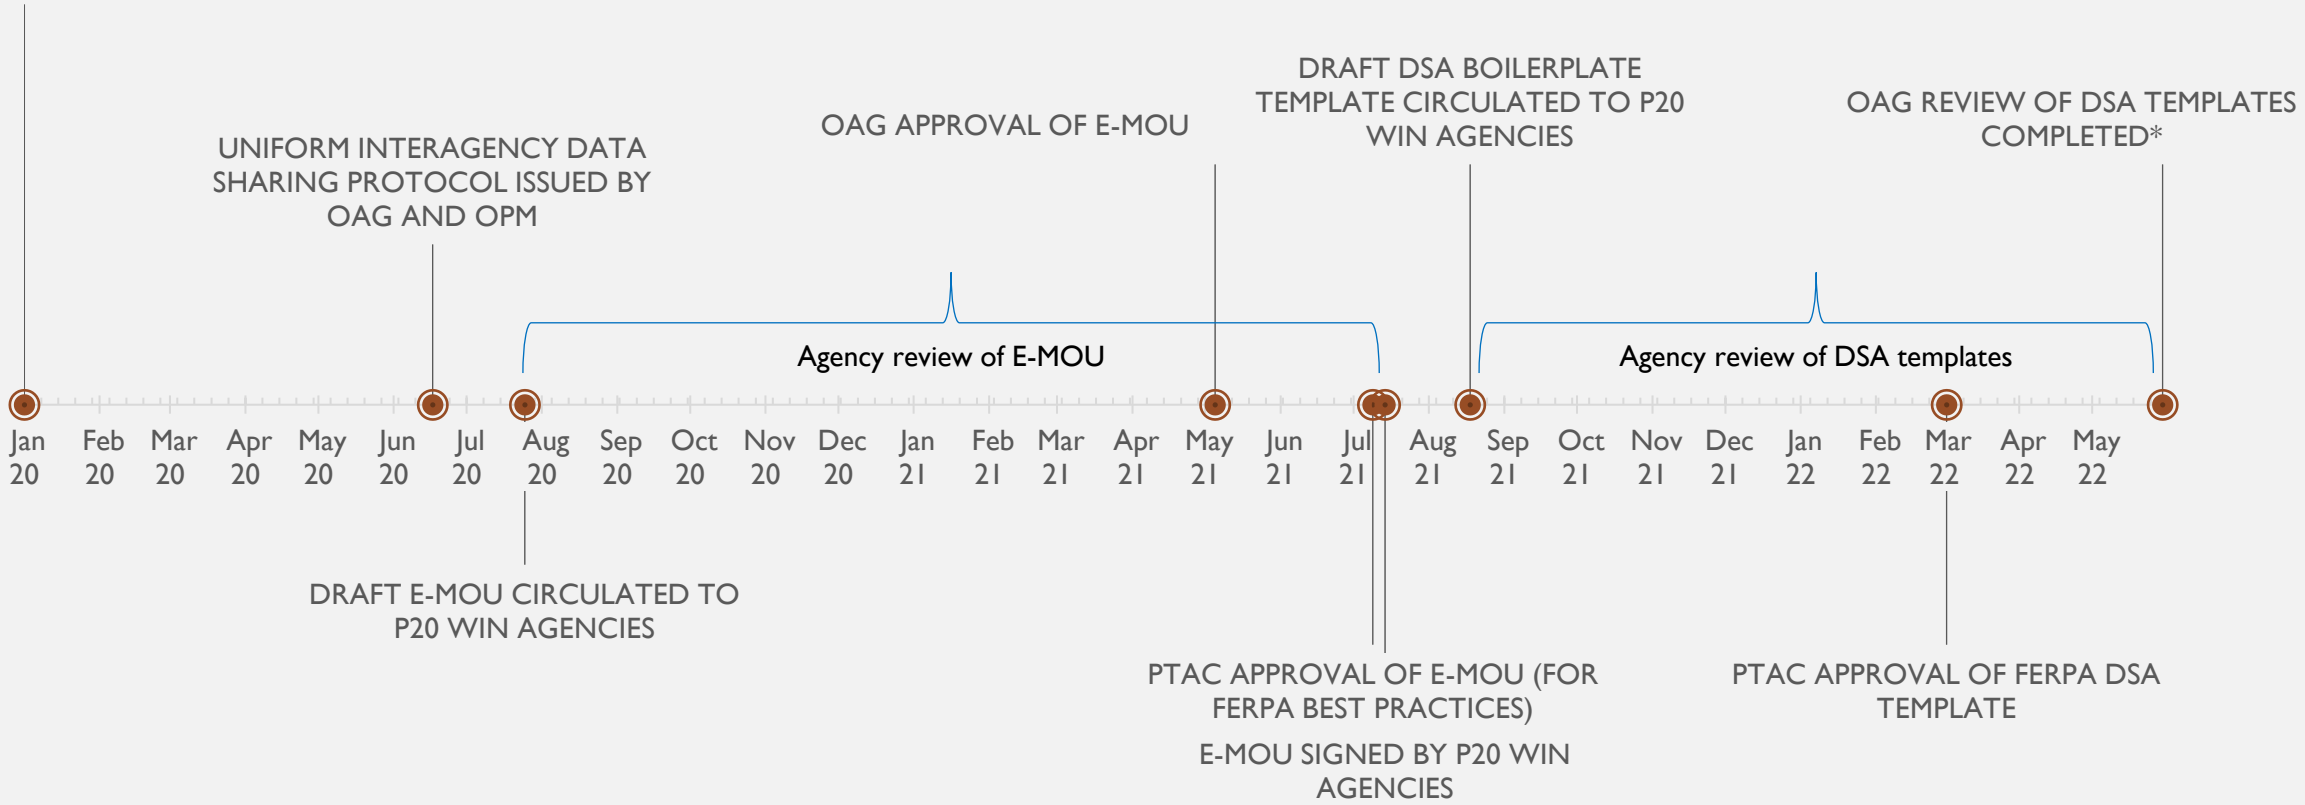 DRAFT DSA BOILERPLATE
TEMPLATE CIRCULATED TO P20
WIN AGENCIES
OAG REVIEW OF DSA TEMPLATES
COMPLETED*
OAG APPROVAL OF E-MOU
UNIFORM INTERAGENCY DATA
SHARING PROTOCOL ISSUED BY
OAG AND OPM
Agency review of E-MOU
Agency review of DSA templates
Jan Feb Mar Apr May Jun Jul Aug Sep Oct Nov Dec Jan Feb Mar Apr May Jun Jul Aug Sep Oct Nov Dec Jan Feb Mar Apr May
20 20 20 20 20 20 20 20 20 20 20 20 21 21 21 21 21 21 21 21 21 21 21 21 22 22 22 22 22
DRAFT E-MOU CIRCULATED TO
P20 WIN AGENCIES
PTAC APPROVAL OF E-MOU (FOR
FERPA BEST PRACTICES)
E-MOU SIGNED BY P20 WIN
AGENCIES
PTAC APPROVAL OF FERPA DSA
TEMPLATE